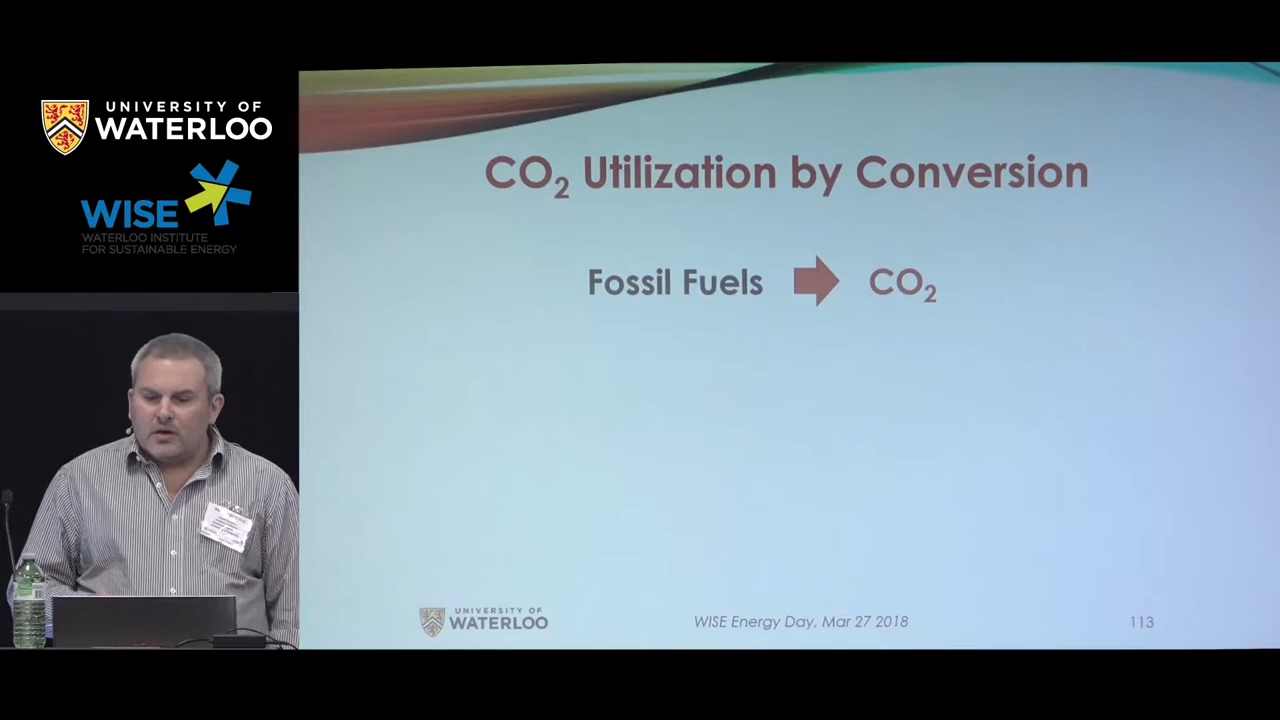 UNIVERSITY OF
WATERLOO
WISE
WATERLOO INSTITUTE
FOR SUSTAINABLE ENERGY
CO₂ Utilization by Conversion
Fossil Fuels CO₂
UNIVERSITY OF
WATERLOO
WISE Energy Day, Mar 27 2018
113